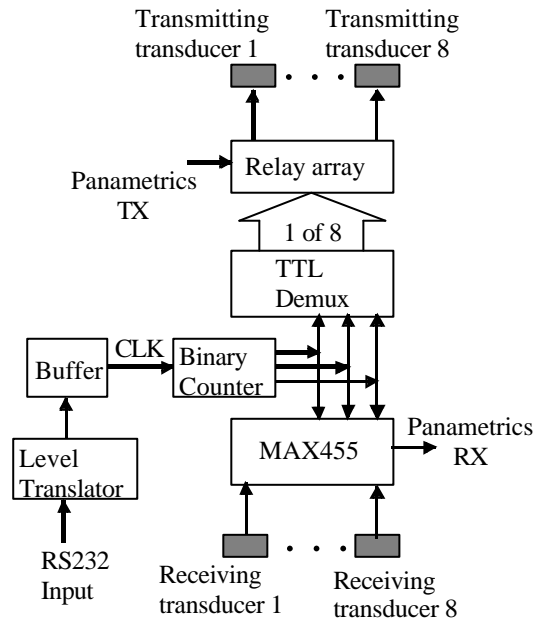 Transmitting
transducer 1
Transmitting
transducer 8
Relay array
Panametrics
TX
1 of 8
TTL
Demux
CLK
Buffer
Binary
Counter
Level
Translator
MAX455
Panametrics
RX
RS232
Input
Receiving
transducer 1
Receiving
transducer 8